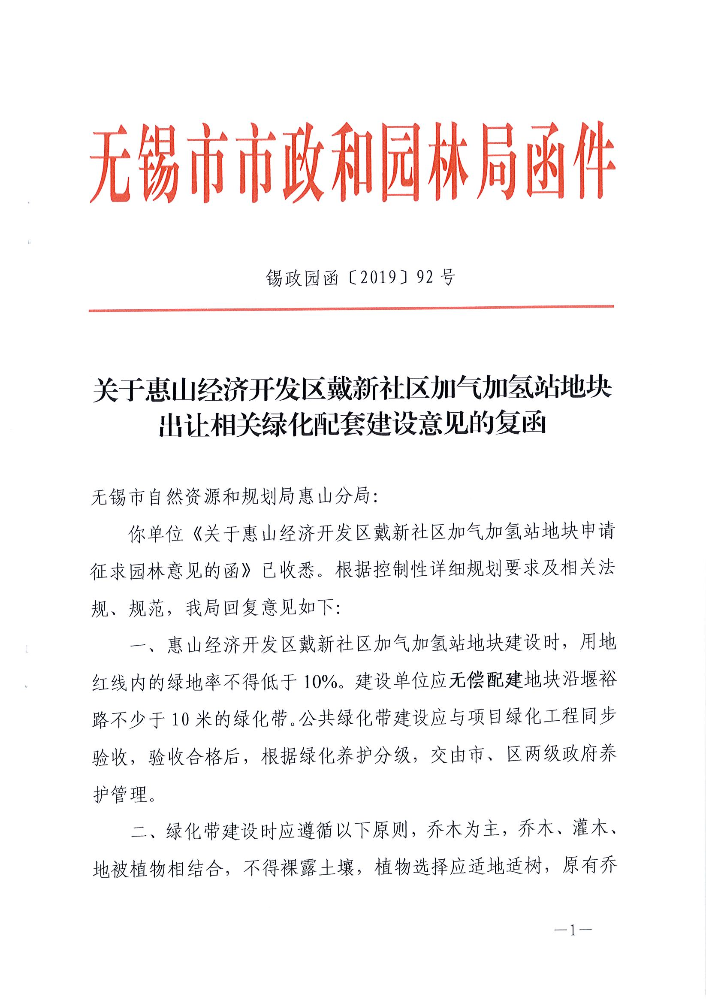 无锡市市政和园林局函件
锡政园函〔2019〕92 号
关于惠山经济开发区戴新社区加气加氢站地块
出让相关绿化配套建设意见的复函
无锡市自然资源和规划局惠山分局：
你单位《关于惠山经济开发区戴新社区加气加氢站地块申请
征求园林意见的函》已收悉。根据控制性详细规划要求及相关法
规、规范，我局回复意见如下：
一、惠山经济开发区戴新社区加气加氢站地块建设时，用地
红线内的绿地率不得低于 10%。建设单位应无偿配建地块沿堰裕
路不少于 10 米的绿化带。公共绿化带建设应与项目绿化工程同步
验收，验收合格后，根据绿化养护分级，交由市、区两级政府养
护管理。
二、绿化带建设时应遵循以下原则，乔木为主，乔木、灌木、
地被植物相结合，不得裸露土壤，植物选择应适地适树，原有乔
—1—